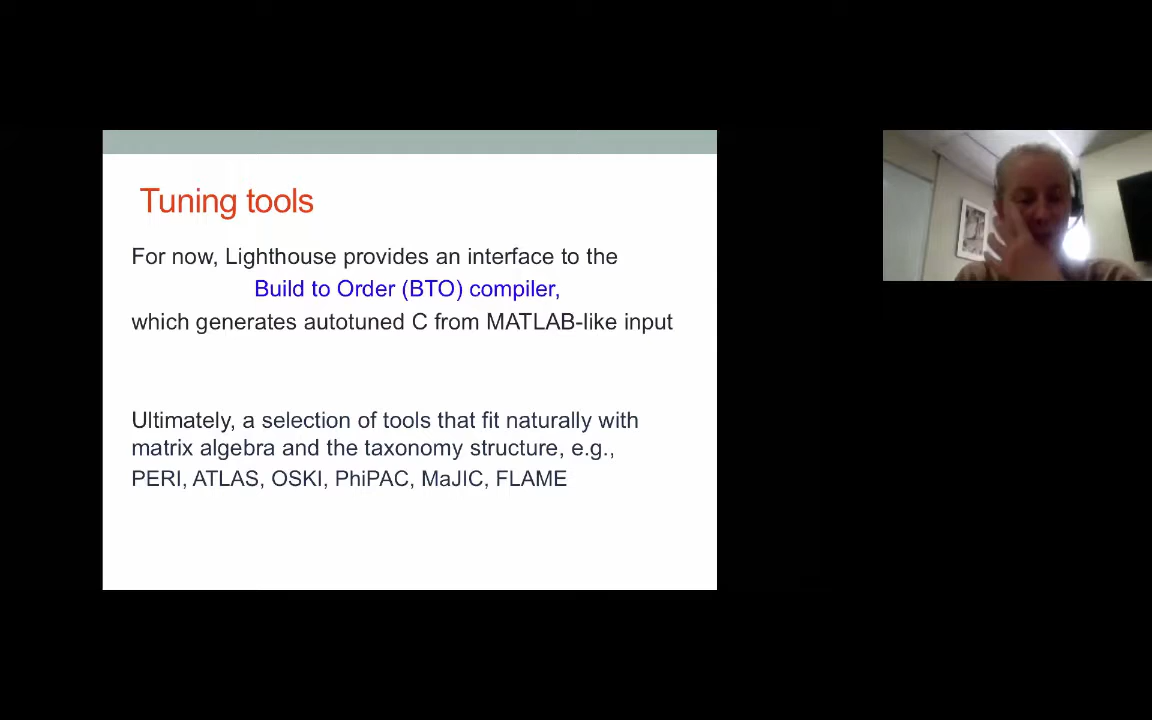 Tuning tools
For now, Lighthouse provides an interface to the
Build to Order (BTO) compiler,
which generates autotuned C from MATLAB-like input
Ultimately, a selection of tools that fit naturally with
matrix algebra and the taxonomy structure, e.g.,
PERI, ATLAS, OSKI, PhiPAC, MaJIC, FLAME